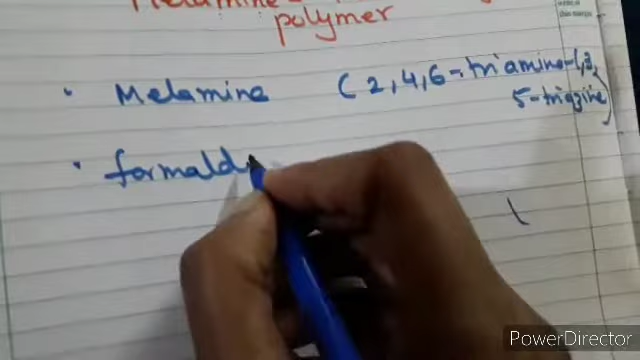 polymer
• Melamine (2,4,6-triamino-1,3,
5-triazine)
• formald
PowerDirector